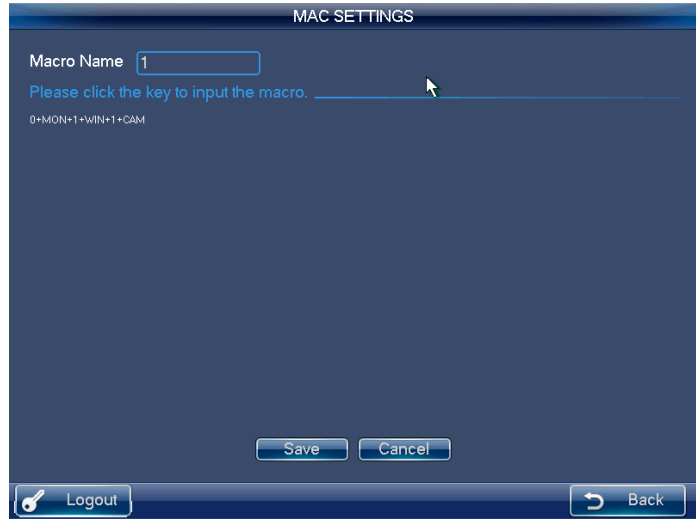 MAC SETTINGS
Macro Name 1
Please click the key to input the macro.
0+MON+1+WIN+1+CAM
Save Cancel
Logout Back